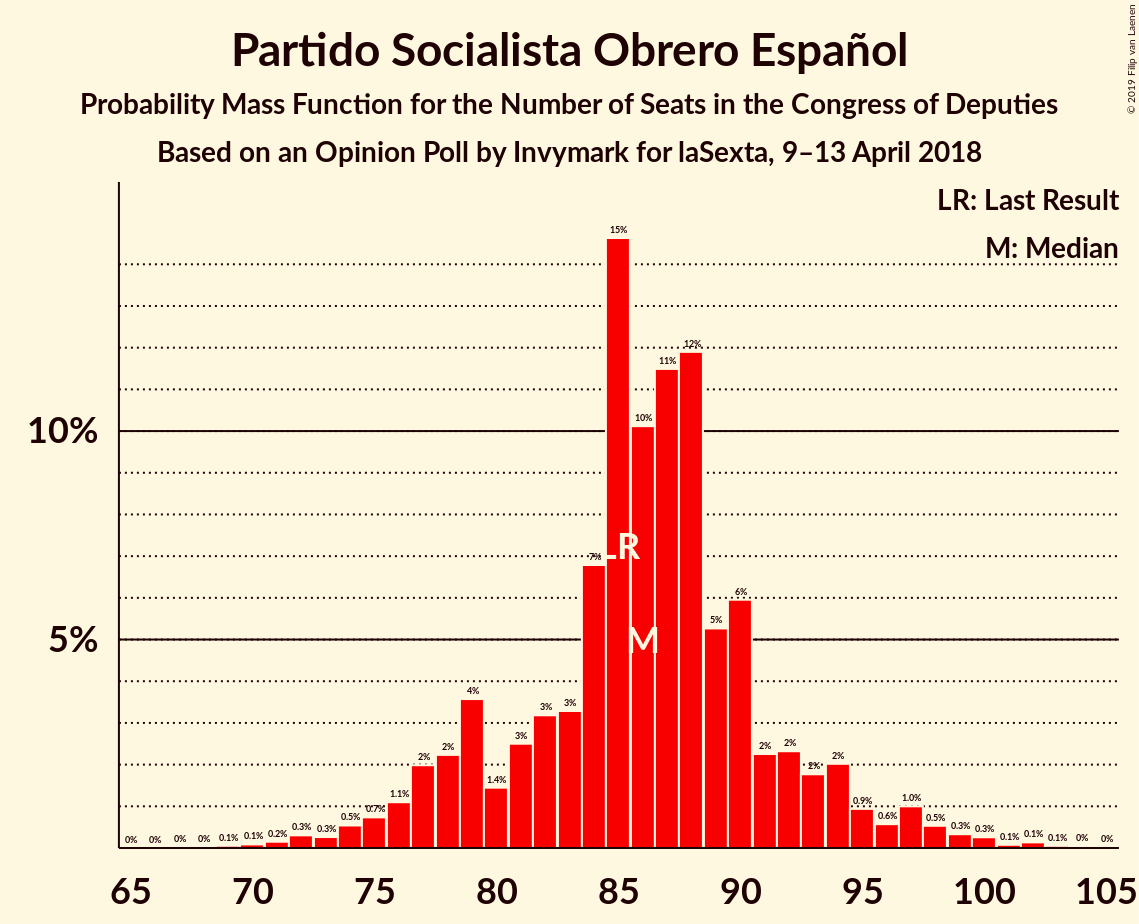 Partido Socialista Obrero Español
Probability Mass Function for the Number of Seats in the Congress of Deputies
Based on an Opinion Poll by Invymark for laSexta, 9–13 April 2018
© 2019 Filip van Laenen
LR: Last Result
M: Median
10%
5%
0% 0% 0% 0% 0.1% 0.1% 0.2% 0.3% 0.3% 0.5% 0.7% 1.1% 2% 2% 4% 1.4% 3% 3% 3% 7% 15% 10% 11% 12% 5% 6% 2% 2% 2% 2% 0.9% 0.6% 1.0% 0.5% 0.3% 0.3% 0.1% 0.1% 0.1% 0% 0%
LR
M
65 70 75 80 85 90 95 100 105